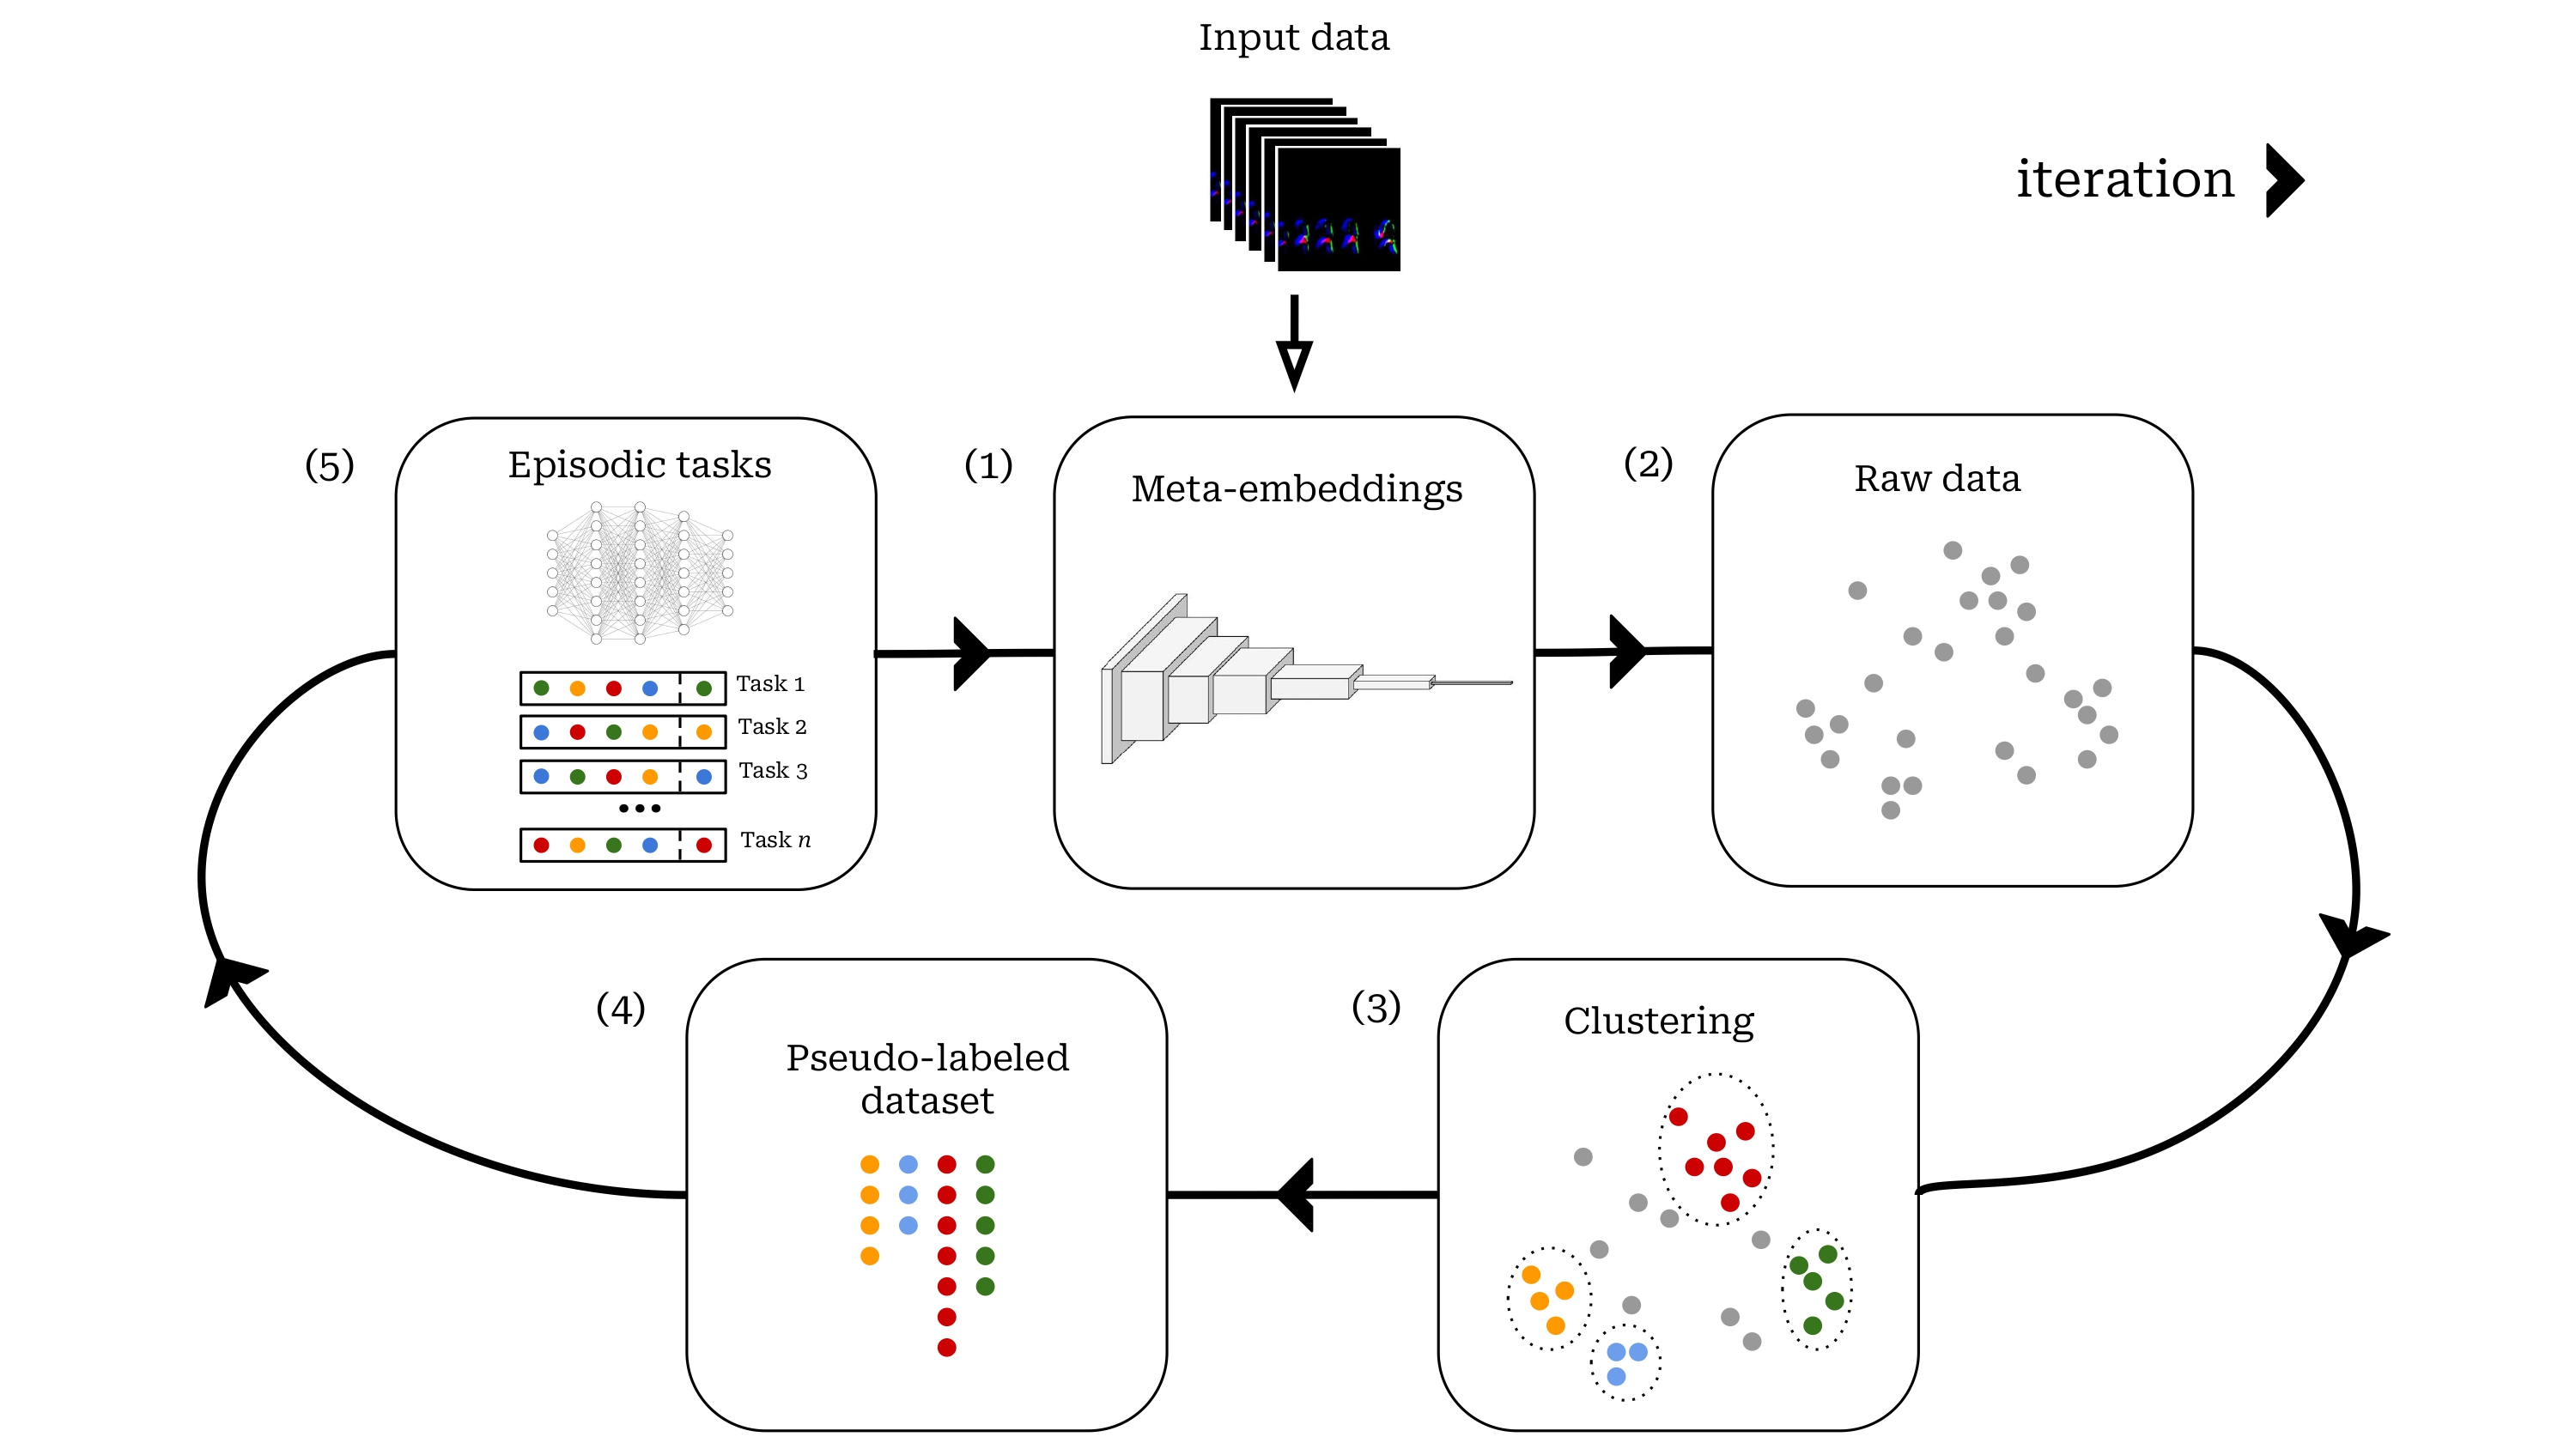 Input data
iteration
(5)
Episodic tasks
Task 1
Task 2
Task 3
...
Task n
(1)
Meta-embeddings
(2)
Raw data
(3)
Clustering
(4)
Pseudo-labeled
dataset